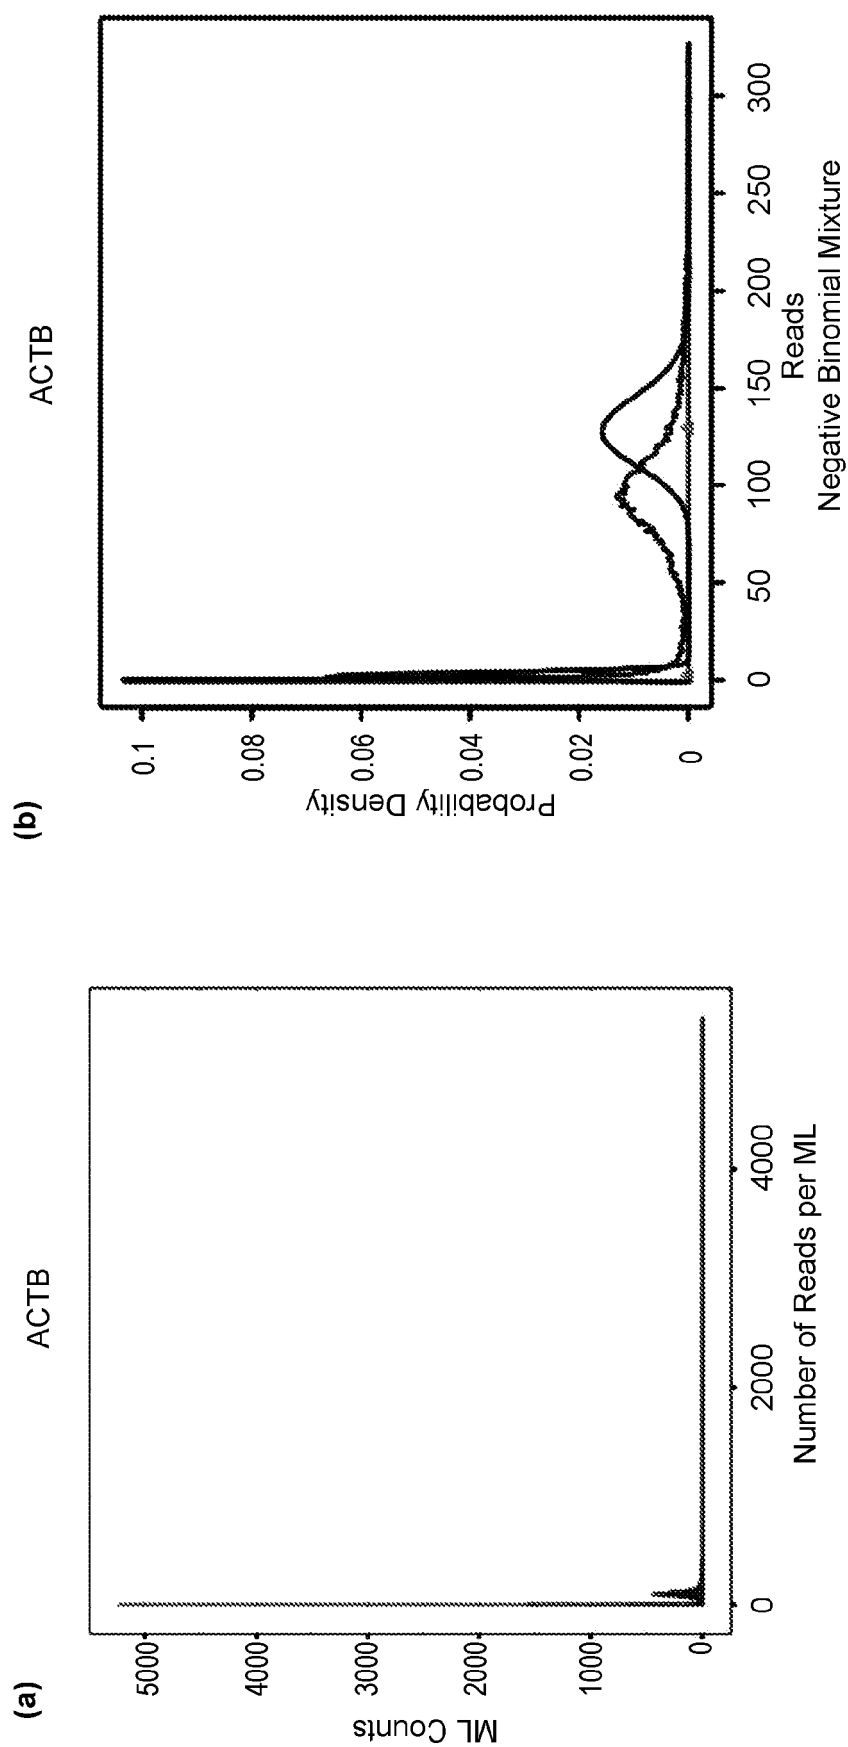 (a)
ACTB
ML Counts
5000
4000
3000
2000
1000
0
0
2000
4000
Number of Reads per ML
(b)
ACTB
Probability Density
0.1
0.08
0.06
0.04
0.02
0
0
50
100
150
200
250
300
Reads
Negative Binomial Mixture